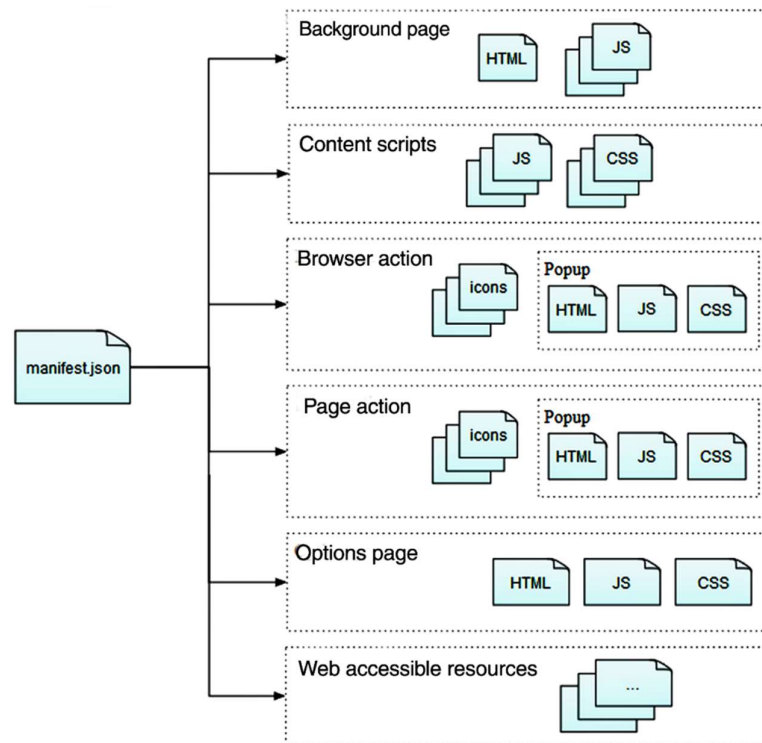 Background page
HTML
JS
Content scripts
JS
CSS
Browser action
icons
Popup
HTML
JS
CSS
manifest.json
Page action
icons
Popup
HTML
JS
CSS
Options page
HTML
JS
CSS
Web accessible resources
...